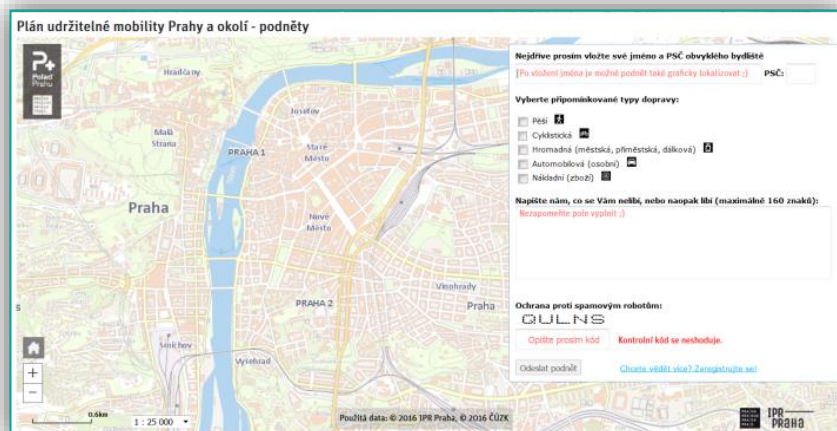 Plán udržitelné mobility Prahy a okolí - podněty
P+
Polaď
Prahu
Hradčany
Josefov
Malá
Strana
PRAHA 1
Staré
Město
Praha
Nové
Město
PRAHA 2
Vinohrady
Praha
Smíchov
Vyšehrad
Nejdříve prosím vložte své jméno a PSČ obvyklého bydliště
[Po vložení jména je možné podnět také graficky lokalizovat ;) PSČ:
Vyberte připomínkované typy dopravy:
Pěší
Cyklistická
Hromadná (městská, příměstská, dálková)
Automobilová (osobní)
Nákladní (zboží)
Napište nám, co se Vám nelíbí, nebo naopak líbí (maximálně 160 znaků):
Nezapomeňte pole vyplnit ;)
Ochrana proti spamovým robotům:
QULNS
Opište prosím kód Kontrolní kód se neshoduje.
Odeslat podnět Chcete vědět více? Zaregistrujte se!
+
−
0.6km
1 : 25 000
Použitá data: © 2016 IPR Praha, © 2016 ČÚZK
IPR
PRAHA